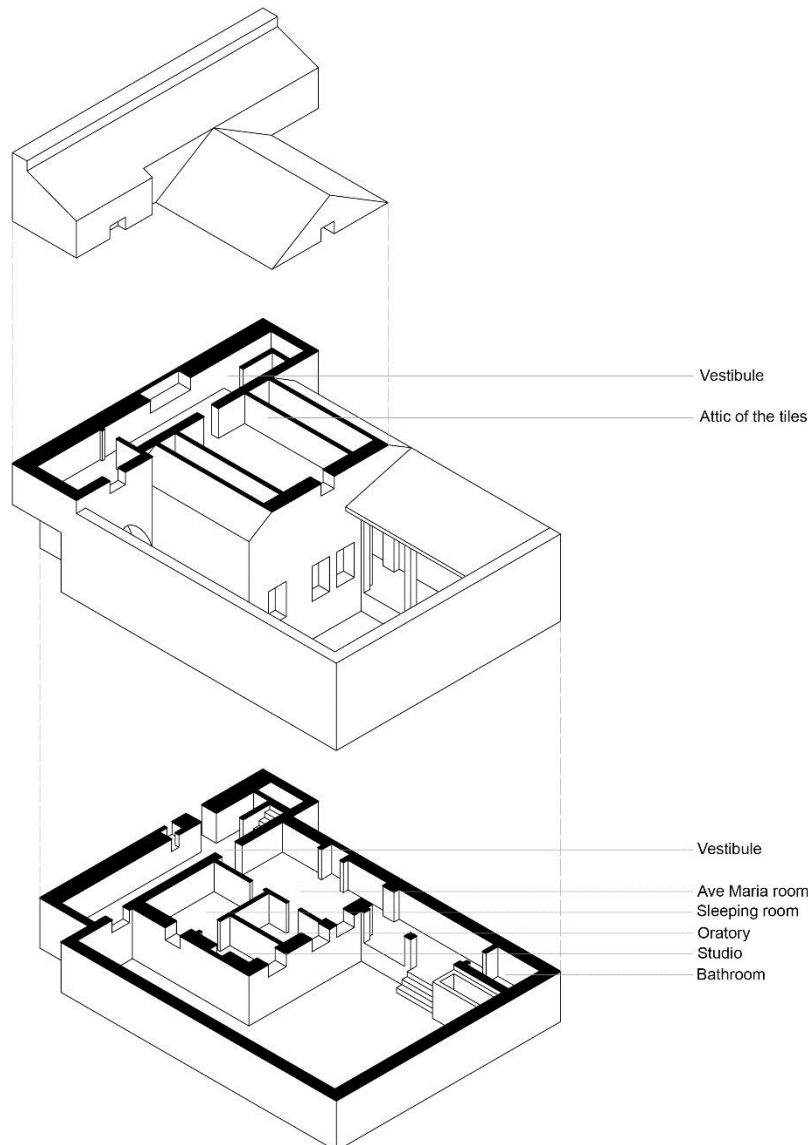 Vestibule
Attic of the tiles
Vestibule
Ave Maria room
Sleeping room
Oratory
Studio
Bathroom